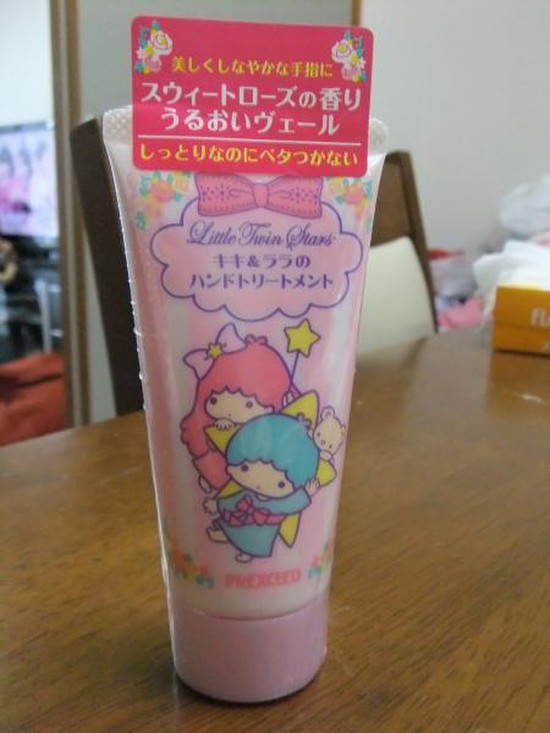 美しくしなやかな手指に
スウィートローズの香り
うるおいヴェール
しっとりなのにベタつかない
Little Twin Stars
キキ&ララの
ハンドトリートメント
PREXCEED